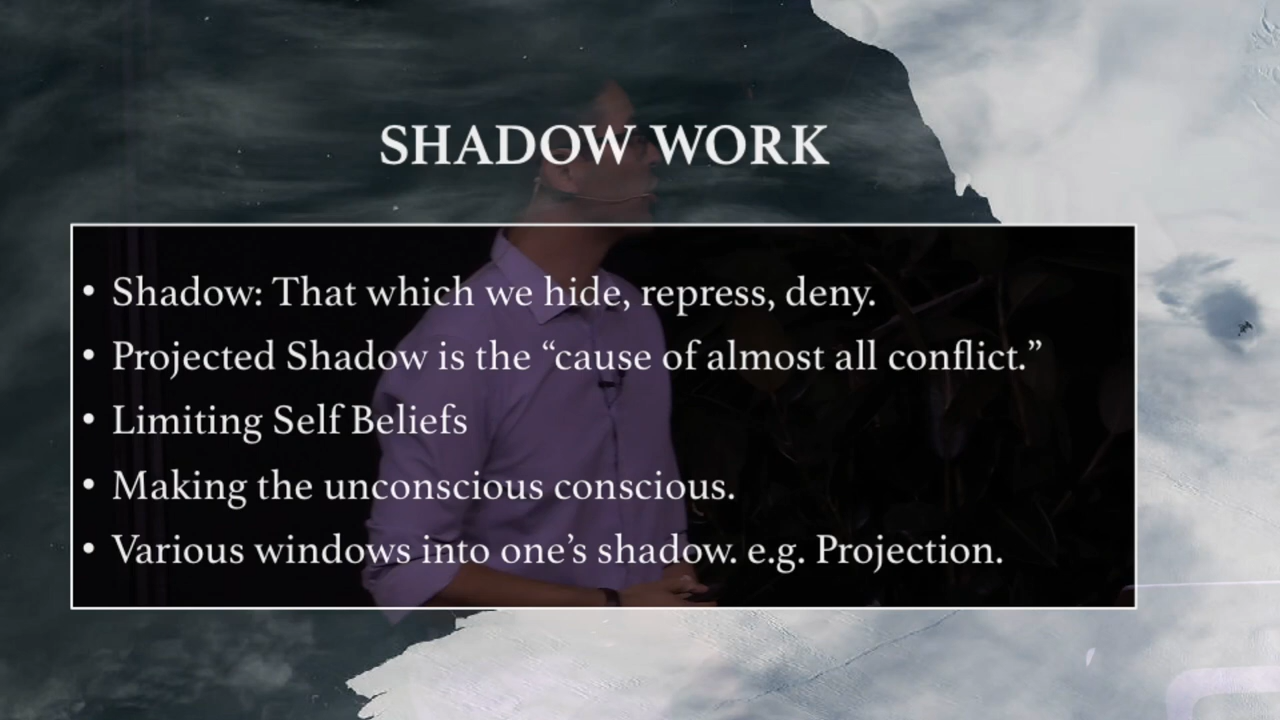 SHADOW WORK
• Shadow: That which we hide, repress, deny.
• Projected Shadow is the “cause of almost all conflict.”
• Limiting Self Beliefs
• Making the unconscious conscious.
• Various windows into one’s shadow. e.g. Projection.